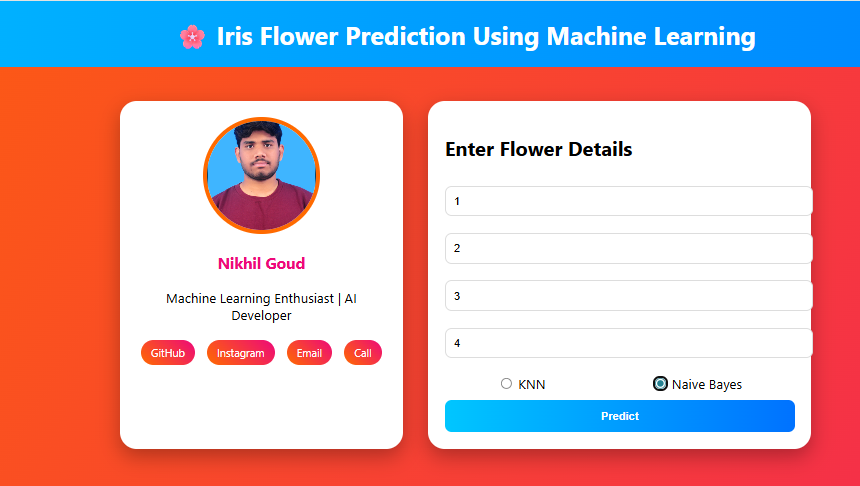 🌸 Iris Flower Prediction Using Machine Learning
Nikhil Goud
Machine Learning Enthusiast | AI
Developer
GitHub Instagram Email Call
Enter Flower Details
1
2
3
4
KNN Naive Bayes
Predict